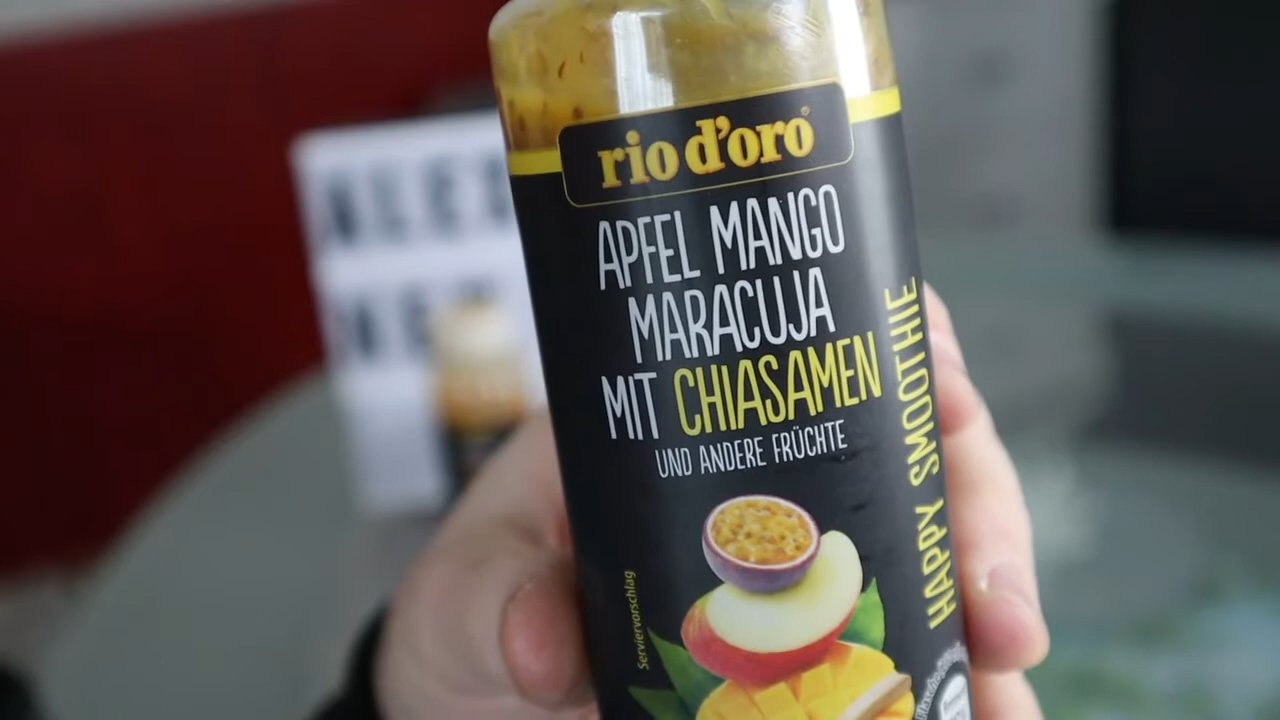 rio d'oro®
APFEL MANGO
MARACUJA
MIT CHIASAMEN
UND ANDERE FRÜCHTE
HAPPY SMOOTHIE
Serviervorschlag